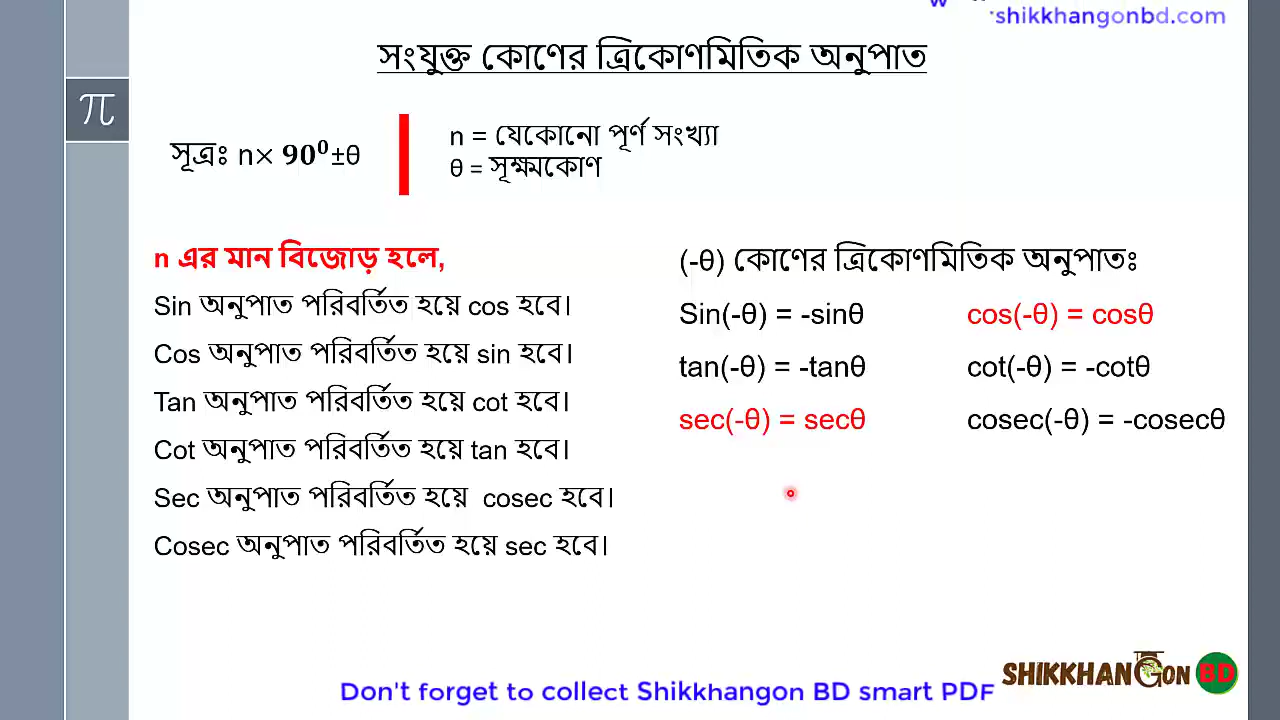 shikkhangonbd.com
সংযুক্ত কোণের ত্রিকোণমিতিক অনুপাত
π
সূত্রঃ n× 90⁰±θ
n = যেকোনো পূর্ণ সংখ্যা
θ = সূক্ষ্মকোণ
n এর মান বিজোড় হলে,
Sin অনুপাত পরিবর্তিত হয়ে cos হবে।
Cos অনুপাত পরিবর্তিত হয়ে sin হবে।
Tan অনুপাত পরিবর্তিত হয়ে cot হবে।
Cot অনুপাত পরিবর্তিত হয়ে tan হবে।
Sec অনুপাত পরিবর্তিত হয়ে cosec হবে।
Cosec অনুপাত পরিবর্তিত হয়ে sec হবে।
(-θ) কোণের ত্রিকোণমিতিক অনুপাতঃ
Sin(-θ) = -sinθ cos(-θ) = cosθ
tan(-θ) = -tanθ cot(-θ) = -cotθ
sec(-θ) = secθ cosec(-θ) = -cosecθ
Don't forget to collect Shikkhangon BD smart PDF
SHIKKHANGON BD